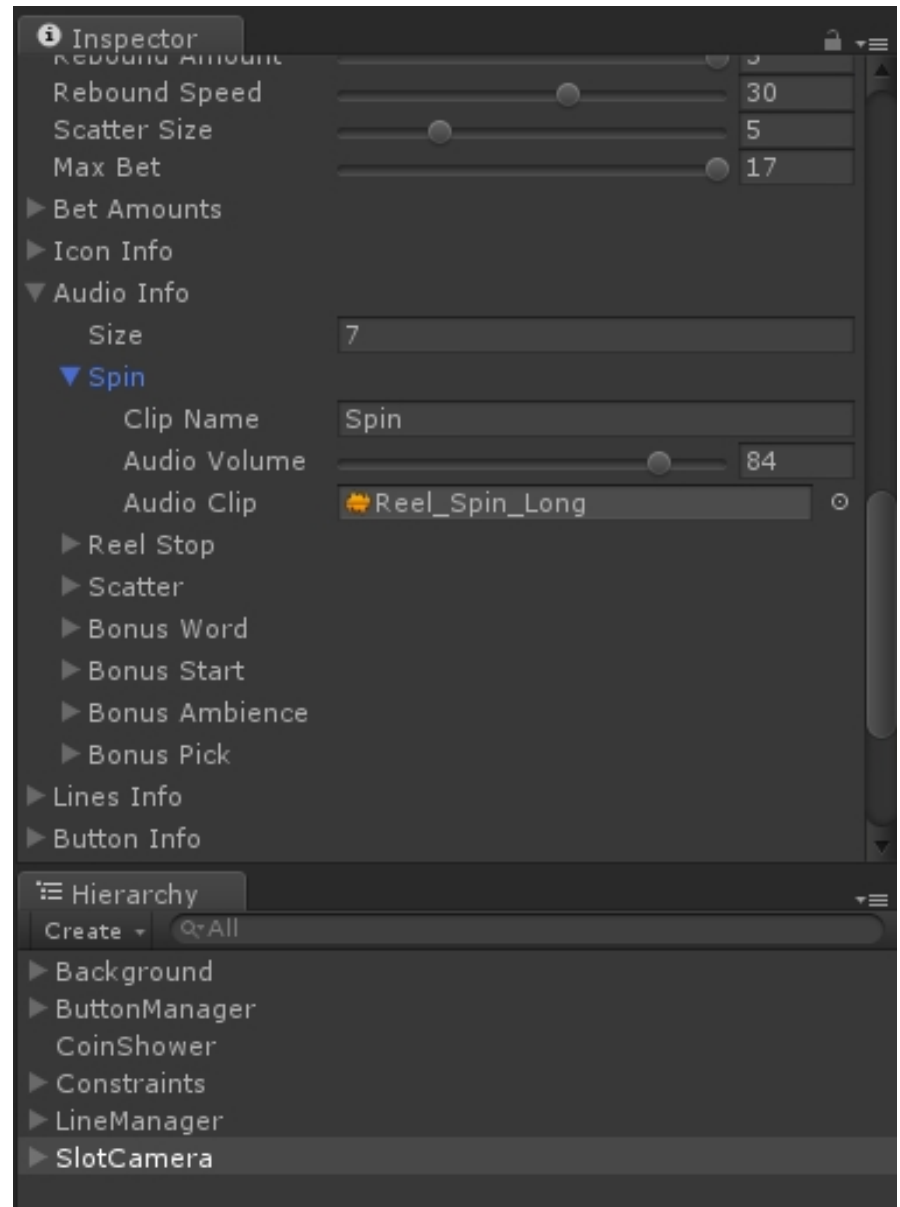 Inspector
Rebound Amount
Rebound Speed 30
Scatter Size 5
Max Bet 17
Bet Amounts
Icon Info
Audio Info
Size 7
Spin
Clip Name Spin
Audio Volume 84
Audio Clip Reel_Spin_Long
Reel Stop
Scatter
Bonus Word
Bonus Start
Bonus Ambience
Bonus Pick
Lines Info
Button Info
Hierarchy
Create All
Background
ButtonManager
CoinShower
Constraints
LineManager
SlotCamera